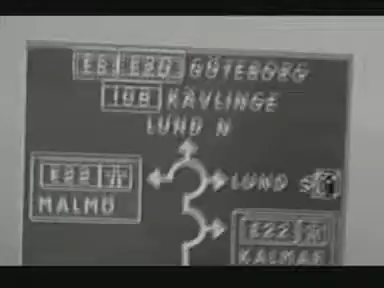 E6 E20 GÖTEBORG
108 KÄVLINGE
LUND N
E22
MALMÖ
LUND S
E22
KALMAR